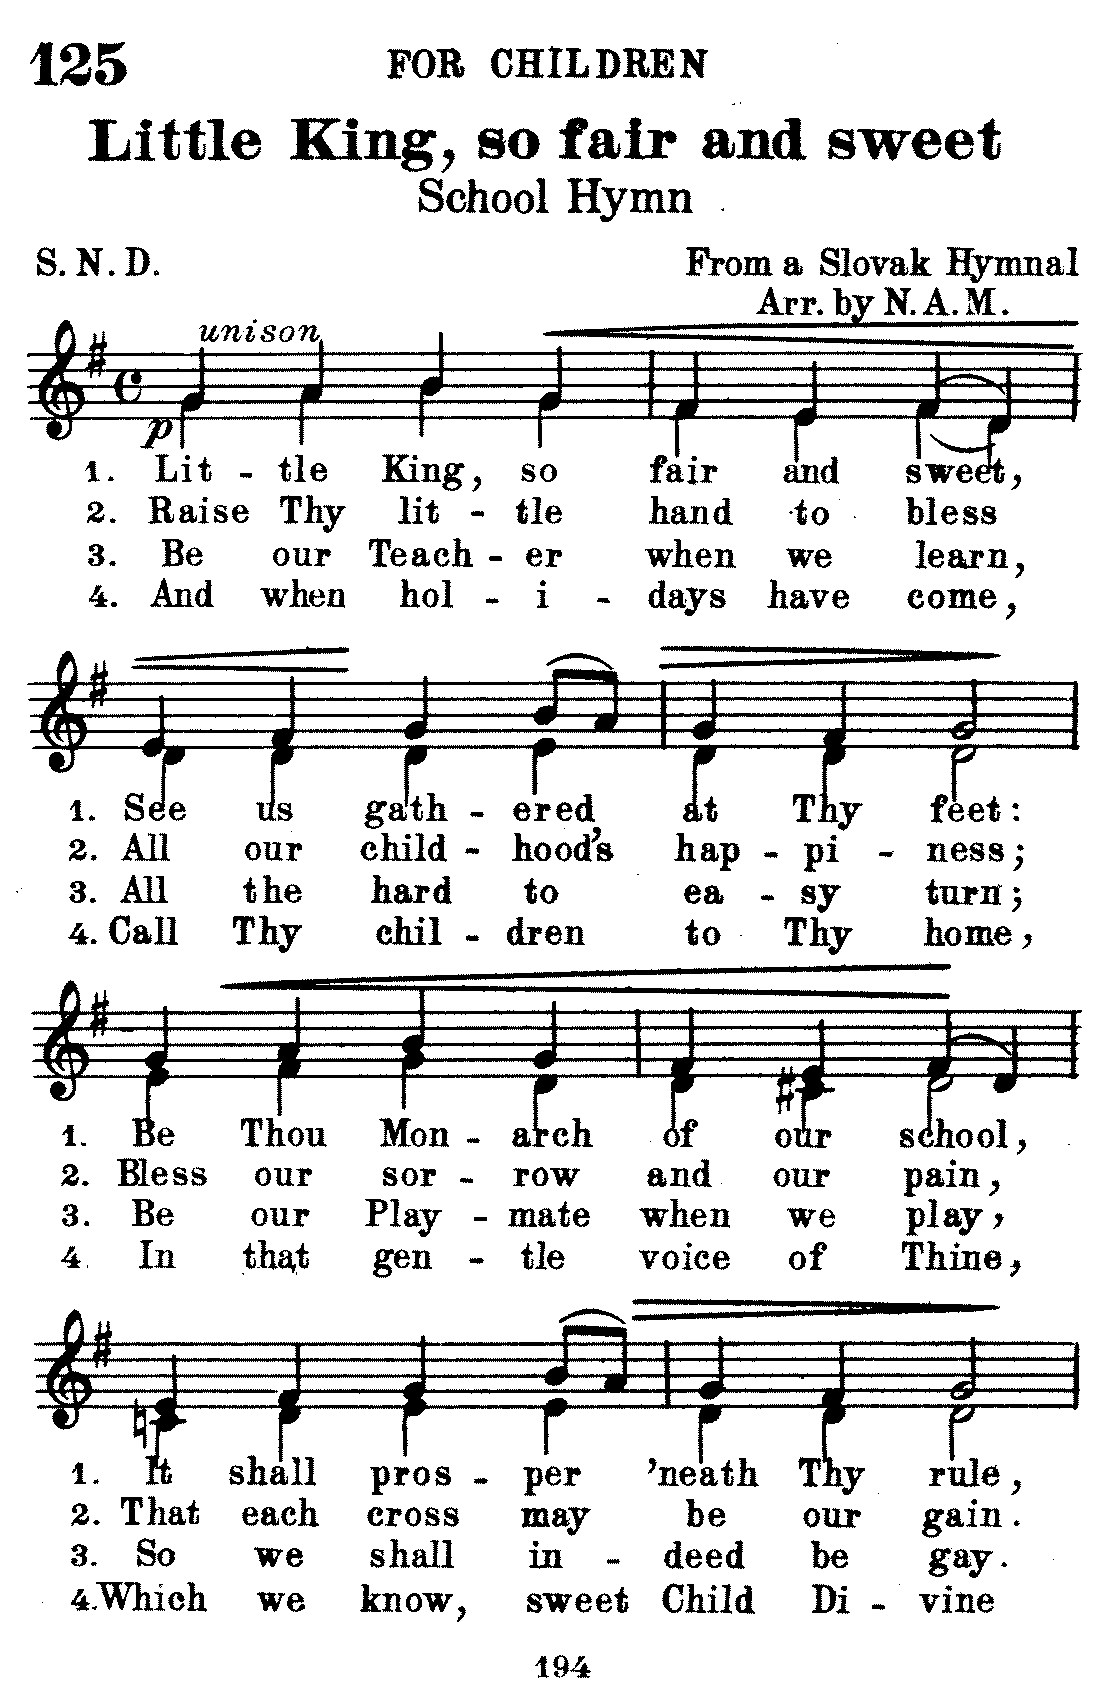 125 FOR CHILDREN
Little King, so fair and sweet
School Hymn
S. N. D. From a Slovak Hymnal
Arr. by N. A. M.
unison
p
1. Lit - tle King, so fair and sweet,
2. Raise Thy lit - tle hand to bless
3. Be our Teach - er when we learn,
4. And when hol - i - days have come,
1. See us gath - ered at Thy feet:
2. All our child - hood's hap - pi - ness;
3. All the hard to ea - sy turn;
4. Call Thy chil - dren to Thy home,
1. Be Thou Mon - arch of our school,
2. Bless our sor - row and our pain,
3. Be our Play - mate when we play,
4. In that gen - tle voice of Thine,
1. It shall pros - per 'neath Thy rule,
2. That each cross may be our gain.
3. So we shall in - deed be gay.
4. Which we know, sweet Child Di - vine
194